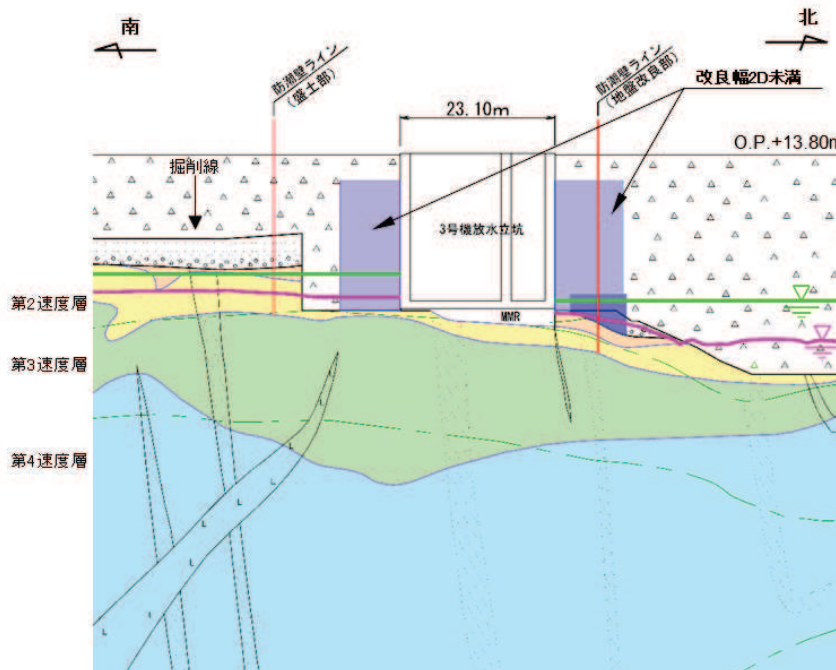 南
北
防潮壁ライン
(盛土部)
防潮壁ライン
(地盤改良部)
改良幅2D未満
23.10m
O.P.+13.80m
掘削線
3号機放水立坑
第2速度層
MMR
第3速度層
第4速度層
L
L
L
L
L
L
L